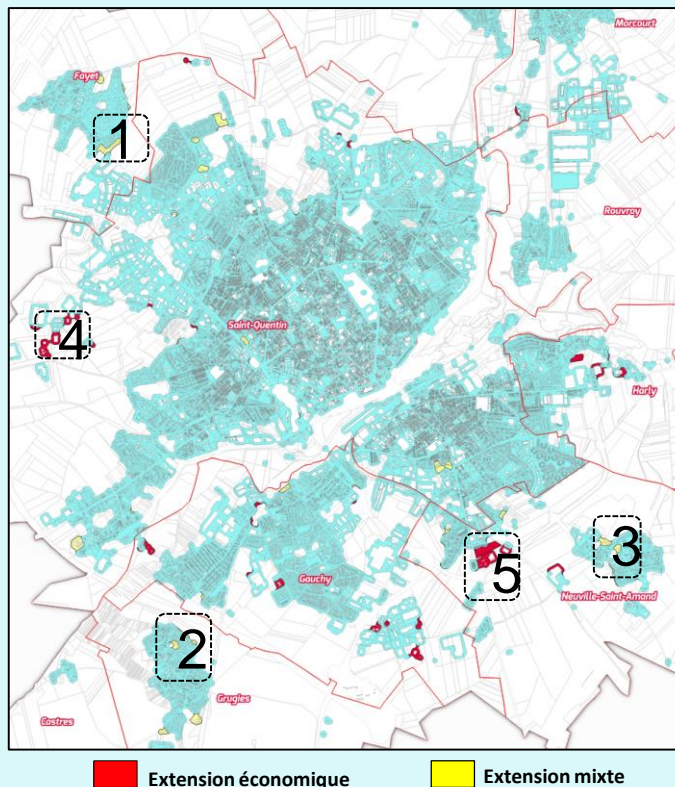 Morcourt
Fayet
1
Rouvroy
Saint-Quentin
4
Harly
3
5
Gauchy
Neuville-Saint-Amand
2
Grugies
Castres
Extension économique
Extension mixte